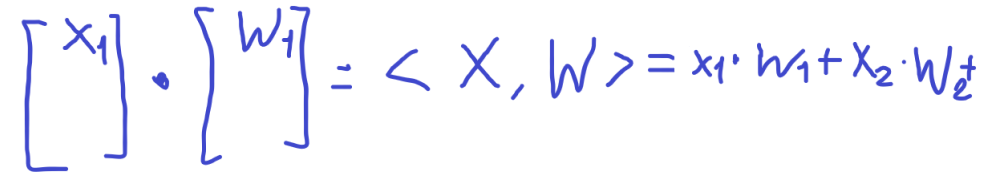 [x₁] · [w₁] ≐ < X, W > = x₁·w₁+x₂·w₂+